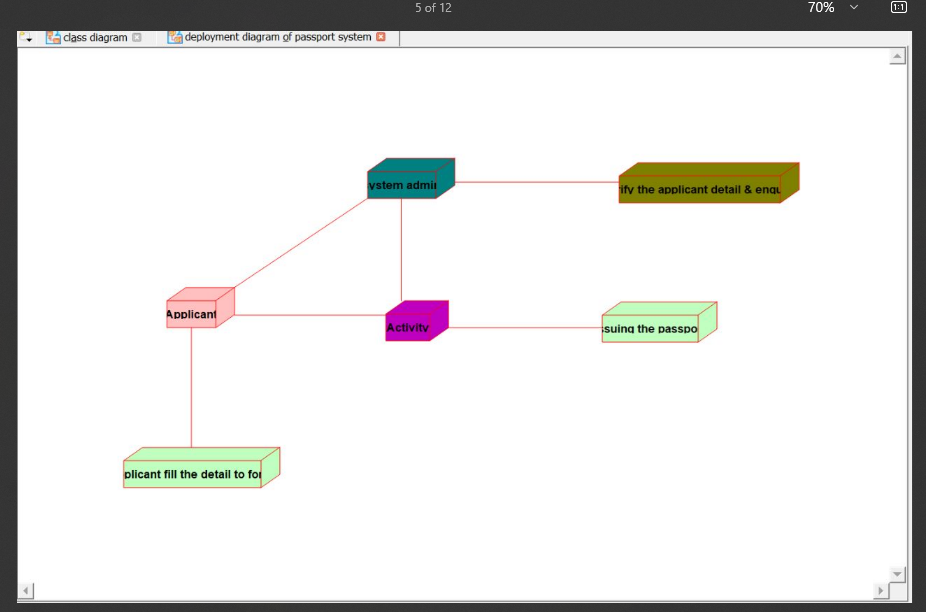 5 of 12
70%
1:1
class diagram
deployment diagram of passport system
ystem admi
ify the applicant detail & enqu
Applicant
Activity
suing the passpo
plicant fill the detail to for